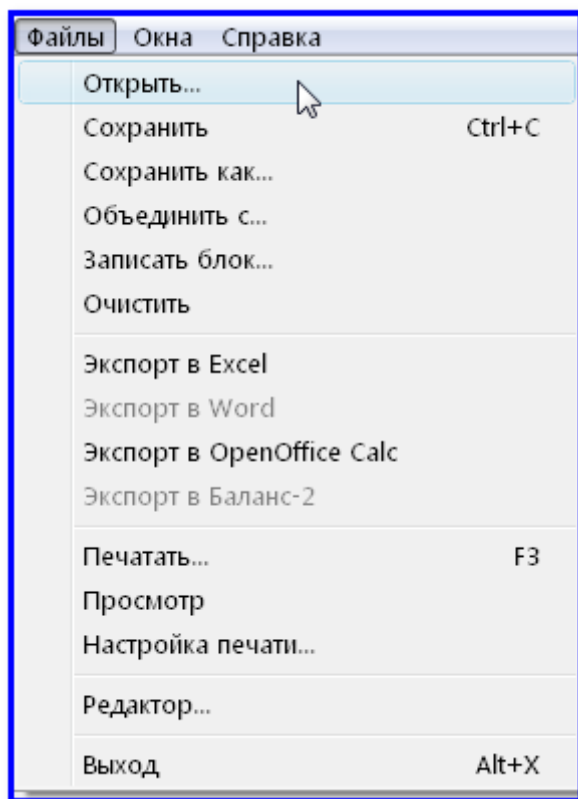 Файлы Окна Справка
Открыть...
Сохранить Ctrl+C
Сохранить как...
Объединить с...
Записать блок...
Очистить
Экспорт в Excel
Экспорт в Word
Экспорт в OpenOffice Calc
Экспорт в Баланс-2
Печатать... F3
Просмотр
Настройка печати...
Редактор...
Выход Alt+X